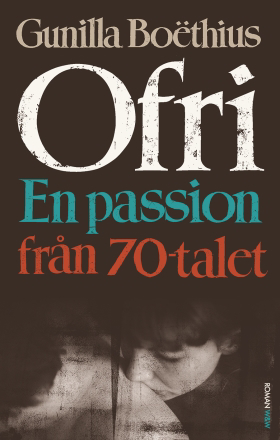 Gunilla Boëthius
Ofri
En passion
från 70-talet
ROMAN W&W